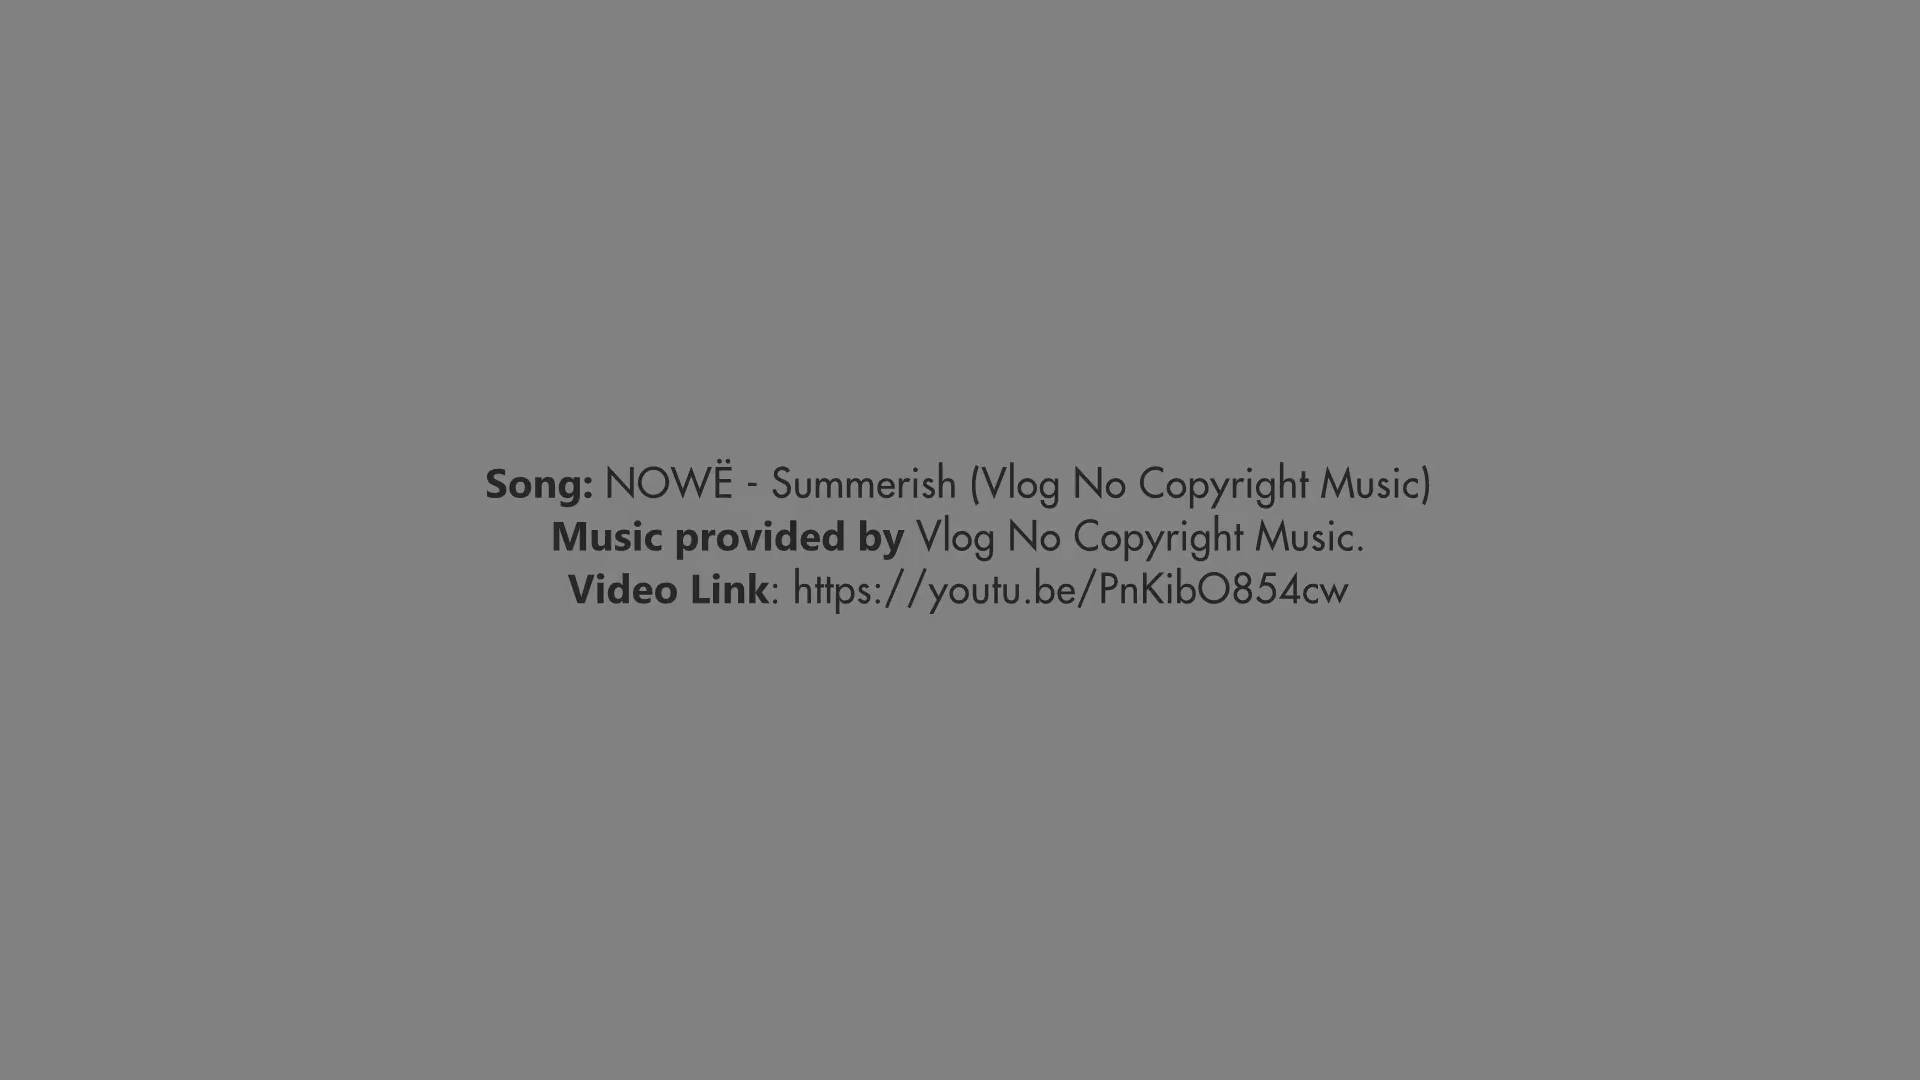 Song: NOWË - Summerish (Vlog No Copyright Music)
Music provided by Vlog No Copyright Music.
Video Link: https://youtu.be/PnKibO854cw